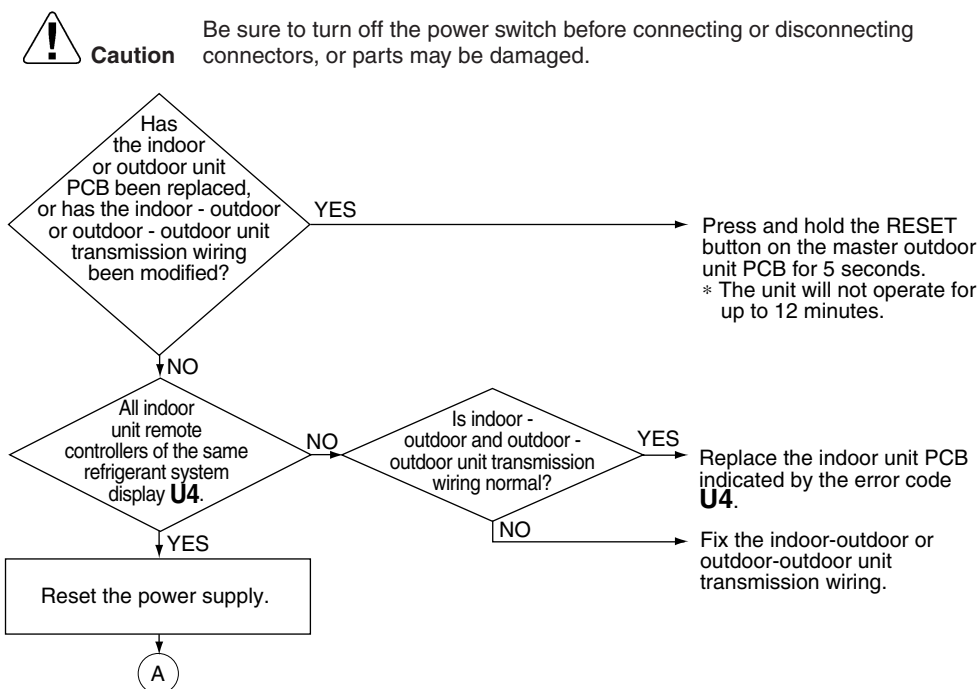 Caution
Be sure to turn off the power switch before connecting or disconnecting
connectors, or parts may be damaged.
Has
the indoor
or outdoor unit
PCB been replaced,
or has the indoor - outdoor
or outdoor - outdoor unit
transmission wiring
been modified?
YES
Press and hold the RESET
button on the master outdoor
unit PCB for 5 seconds.
* The unit will not operate for
up to 12 minutes.
NO
All indoor
unit remote
controllers of the same
refrigerant system
display U4.
NO
Is indoor -
outdoor and outdoor -
outdoor unit transmission
wiring normal?
YES
Replace the indoor unit PCB
indicated by the error code
U4.
NO
Fix the indoor-outdoor or
outdoor-outdoor unit
transmission wiring.
YES
Reset the power supply.
A